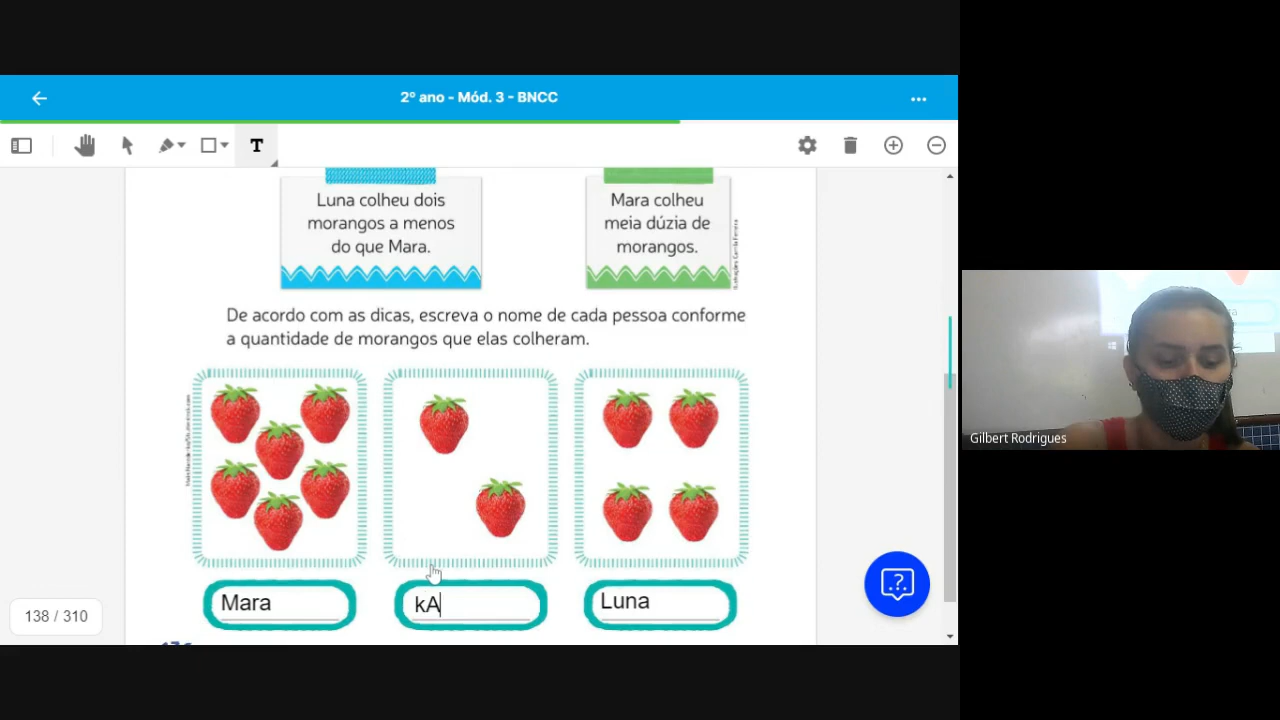 2º ano - Mód. 3 - BNCC
T
Luna colheu dois
morangos a menos
do que Mara.
Mara colheu
meia dúzia de
morangos.
De acordo com as dicas, escreva o nome de cada pessoa conforme
a quantidade de morangos que elas colheram.
Mara
kA
Luna
138 / 310
Gilbert Rodrigues